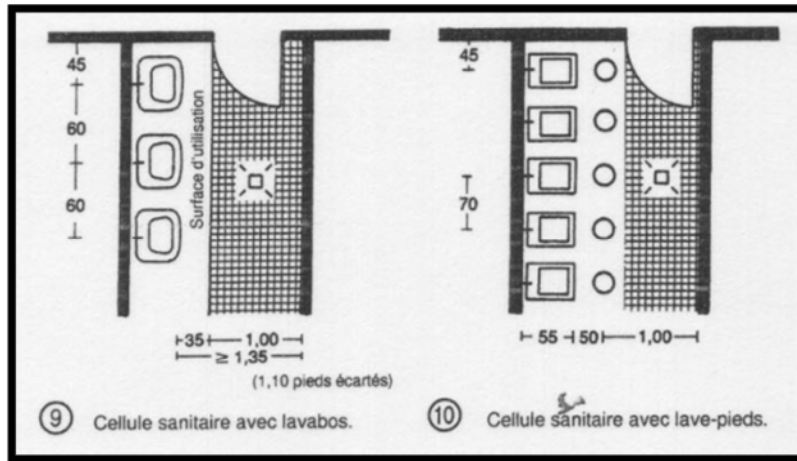 45
60
60
Surface d'utilisation
35 1,00
≥ 1,35
(1,10 pieds écartés)
9 Cellule sanitaire avec lavabos.
45
70
55 50 1,00
10 Cellule sanitaire avec lave-pieds.